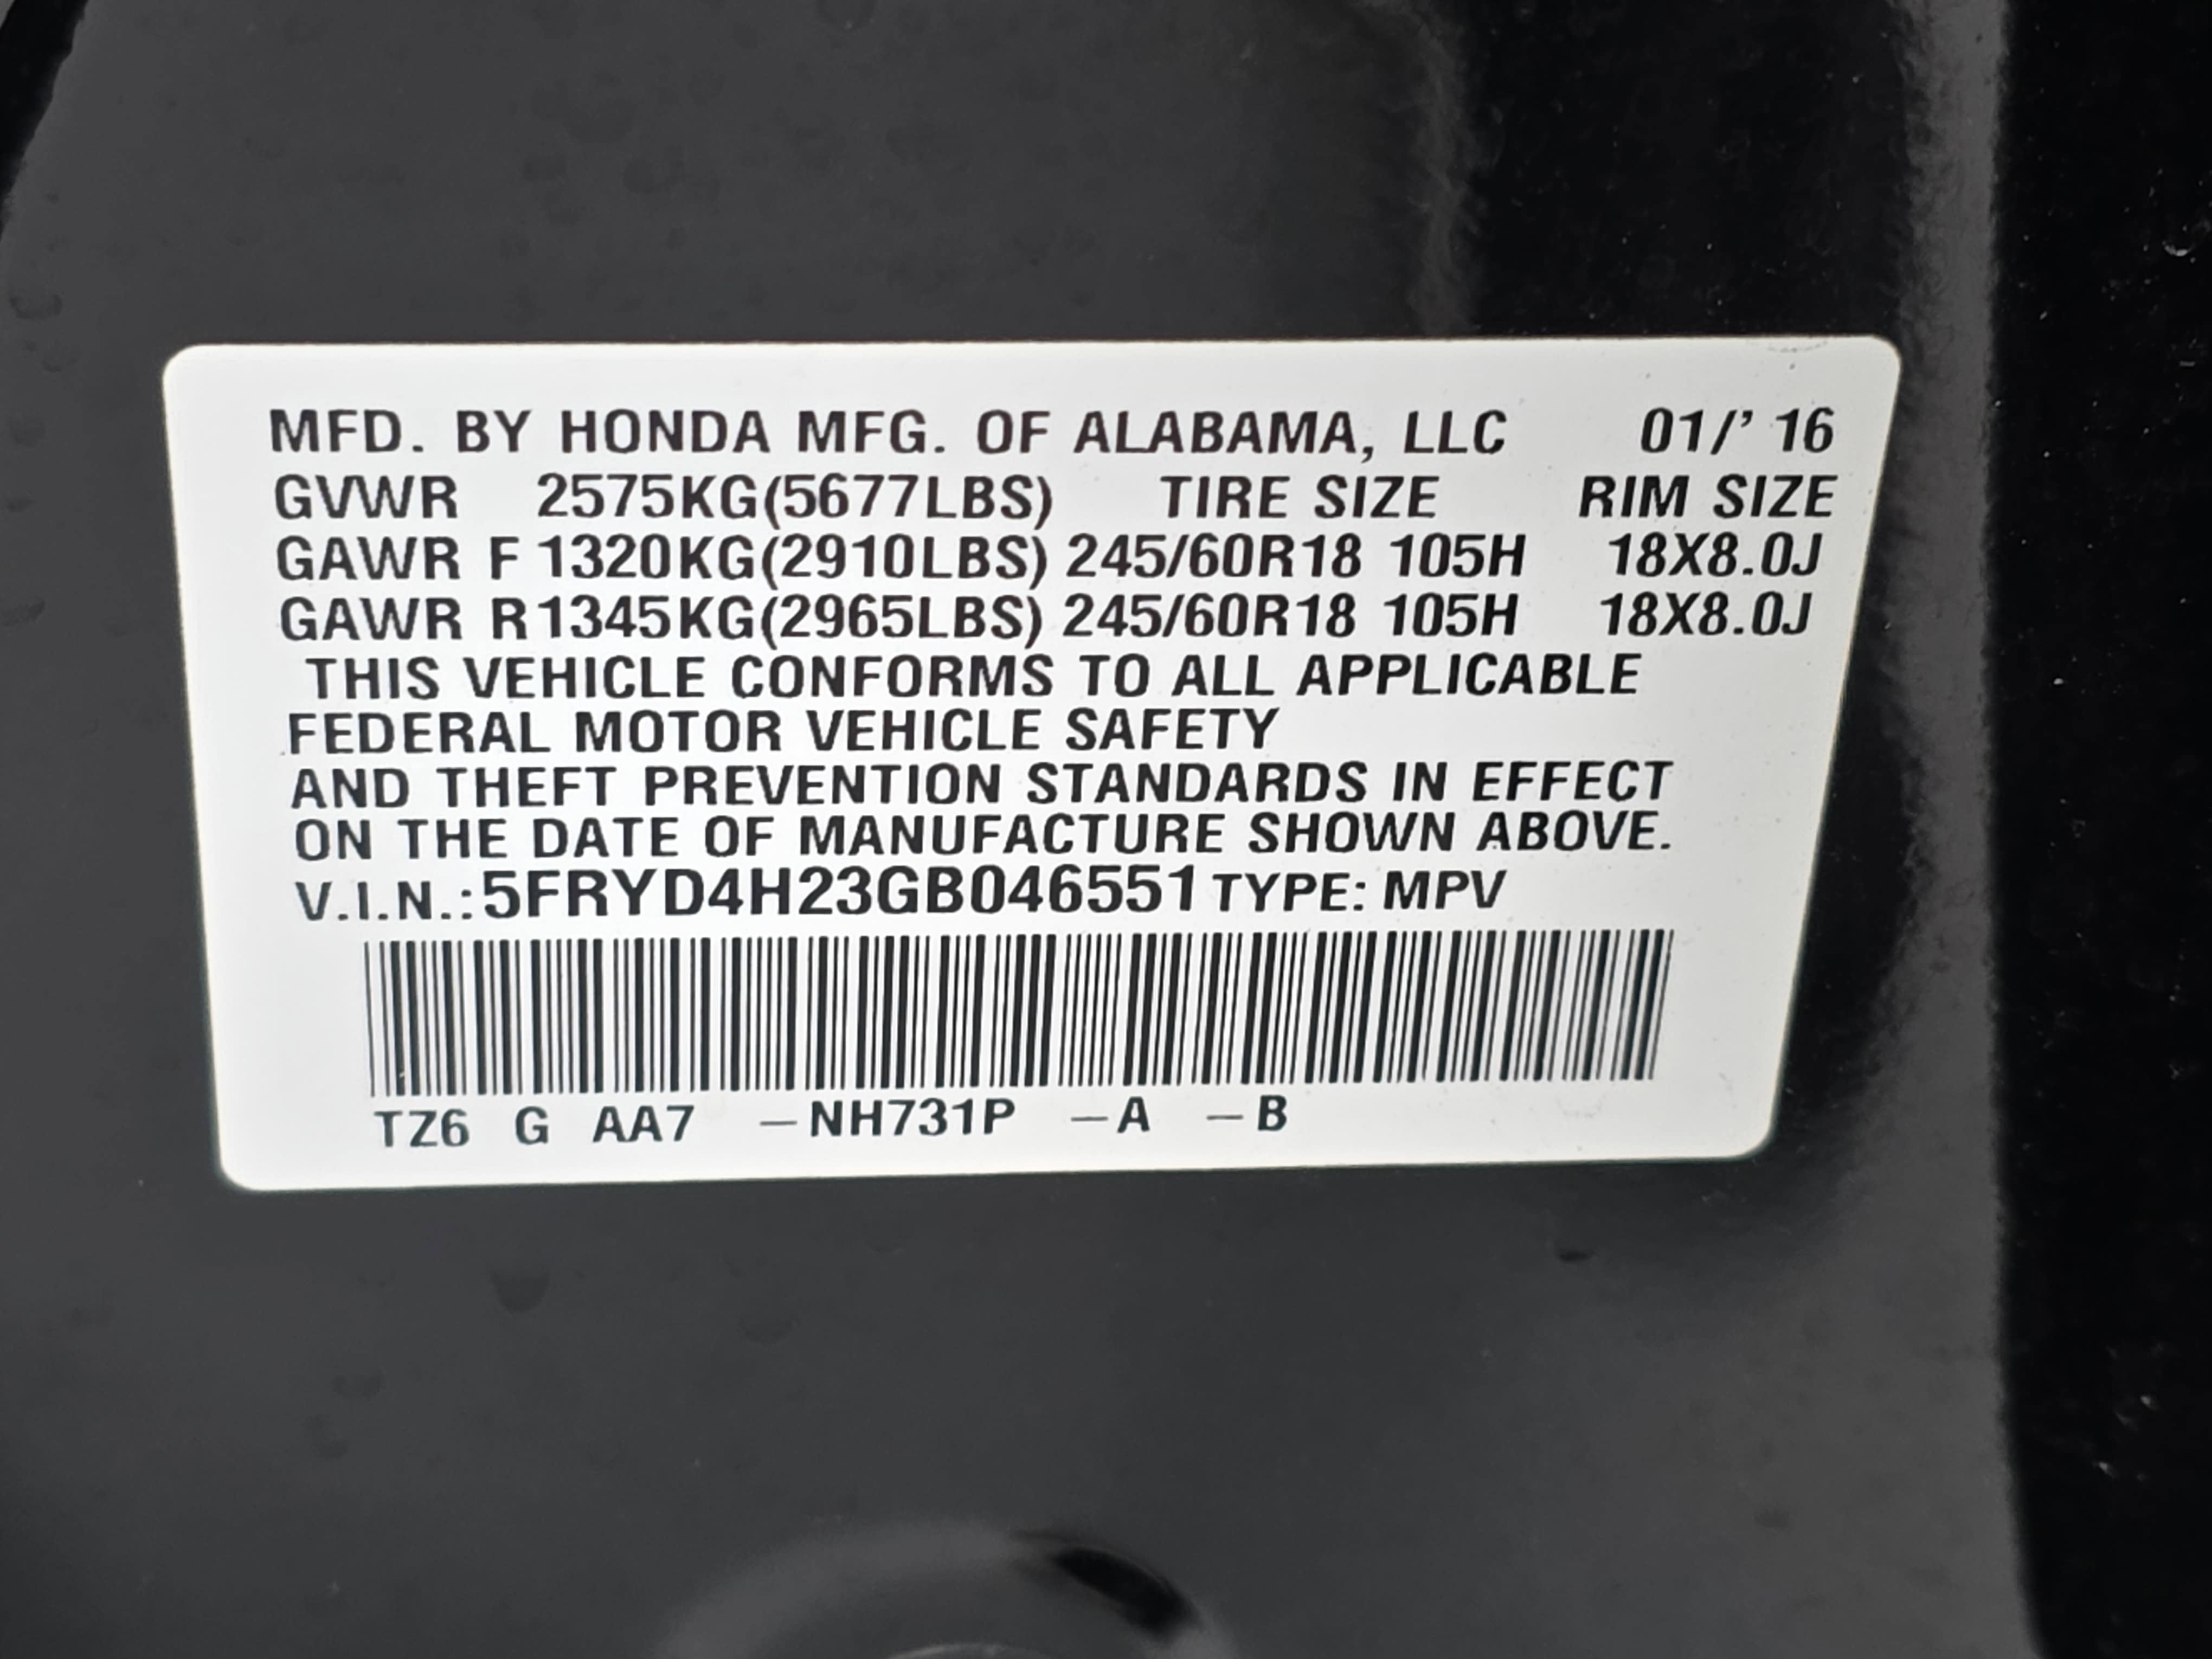 MFD. BY HONDA MFG. OF ALABAMA, LLC 01/' 16
GVWR 2575KG(5677LBS) TIRE SIZE RIM SIZE
GAWR F 1320KG(2910LBS) 245/60R18 105H 18X8.0J
GAWR R 1345KG(2965LBS) 245/60R18 105H 18X8.0J
THIS VEHICLE CONFORMS TO ALL APPLICABLE
FEDERAL MOTOR VEHICLE SAFETY
AND THEFT PREVENTION STANDARDS IN EFFECT
ON THE DATE OF MANUFACTURE SHOWN ABOVE.
V.I.N.: 5FRYD4H23GB046551 TYPE: MPV
TZ6 G AA7 –NH731P –A –B